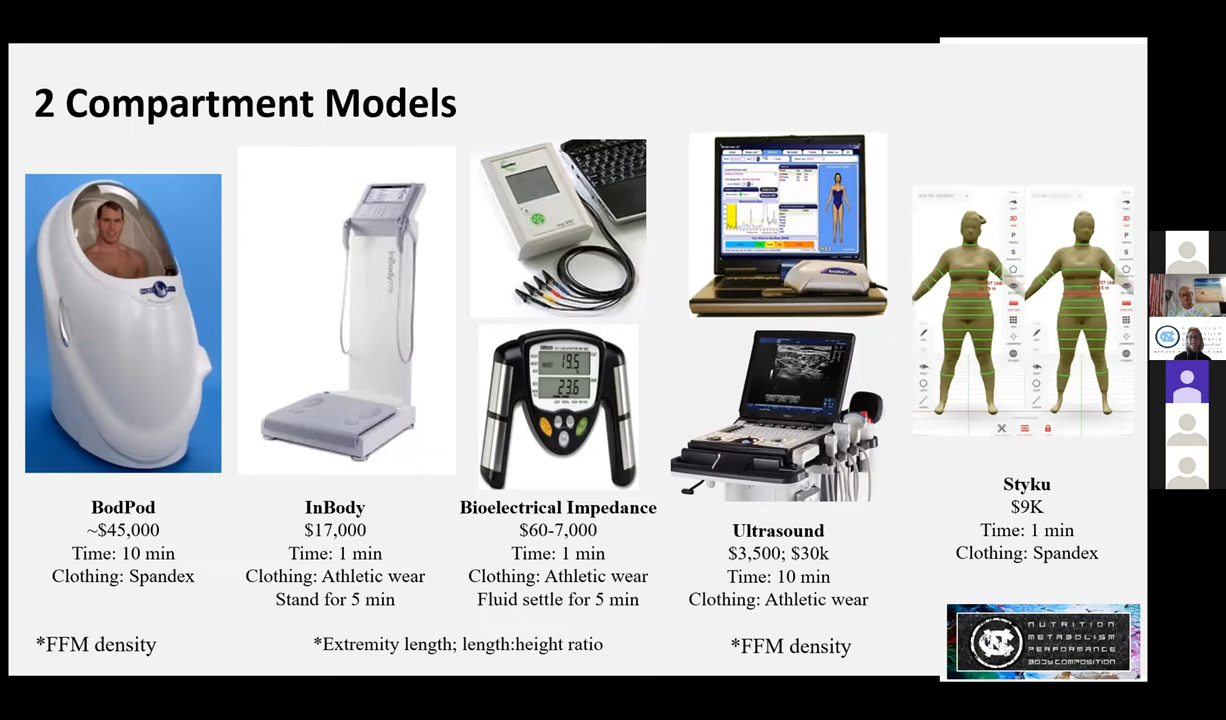 2 Compartment Models
InBody770
OMRON
19.5
23.6
BodPod
~$45,000
Time: 10 min
Clothing: Spandex
InBody
$17,000
Time: 1 min
Clothing: Athletic wear
Stand for 5 min
Bioelectrical Impedance
$60-7,000
Time: 1 min
Clothing: Athletic wear
Fluid settle for 5 min
Ultrasound
$3,500; $30k
Time: 10 min
Clothing: Athletic wear
Styku
$9K
Time: 1 min
Clothing: Spandex
*FFM density
*Extremity length; length:height ratio
*FFM density
NUTRITION
METABOLISM
PERFORMANCE
BODY COMPOSITION